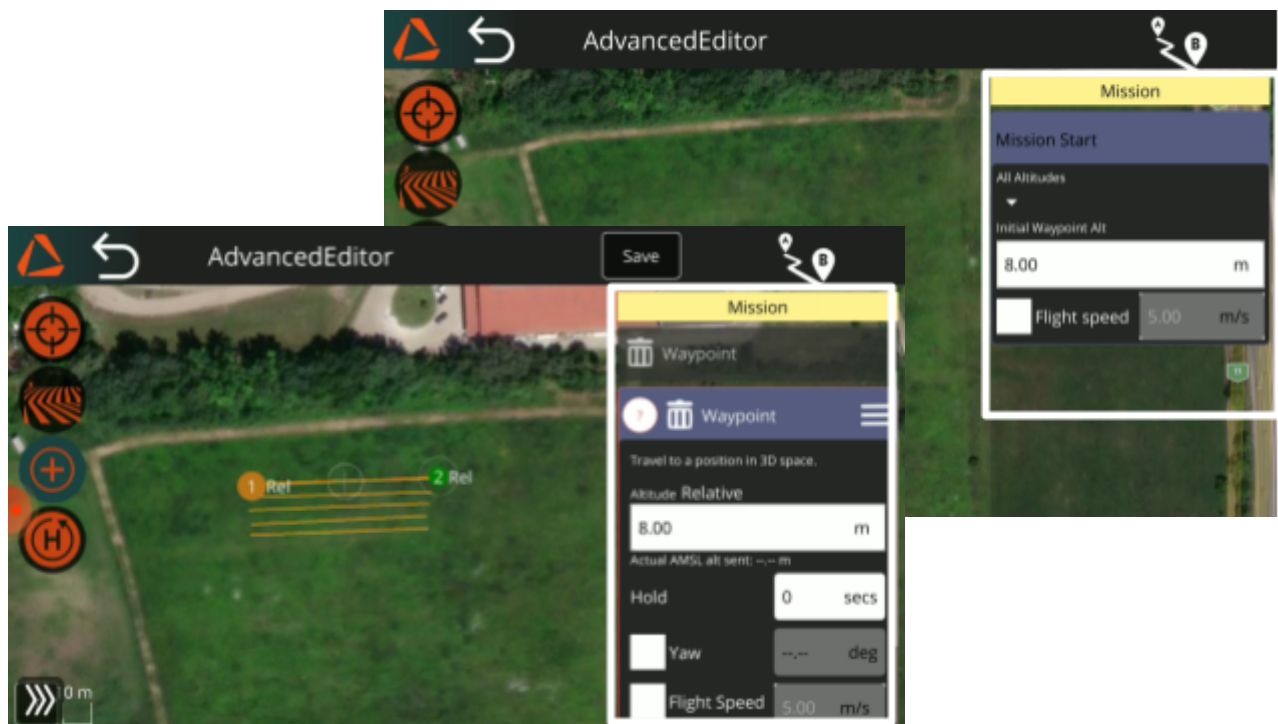 AdvancedEditor
A
B
Mission
Mission Start
All Altitudes
Initial Waypoint Alt
8.00 m
Flight speed 5.00 m/s
11
AdvancedEditor Save
A
B
Mission
Waypoint
? Waypoint
Travel to a position in 3D space.
Altitude Relative
8.00 m
Actual AMSL alt sent: --.-- m
Hold 0 secs
Yaw --.-- deg
Flight Speed 5.00 m/s
1 Rel 2 Rel
H
0 m